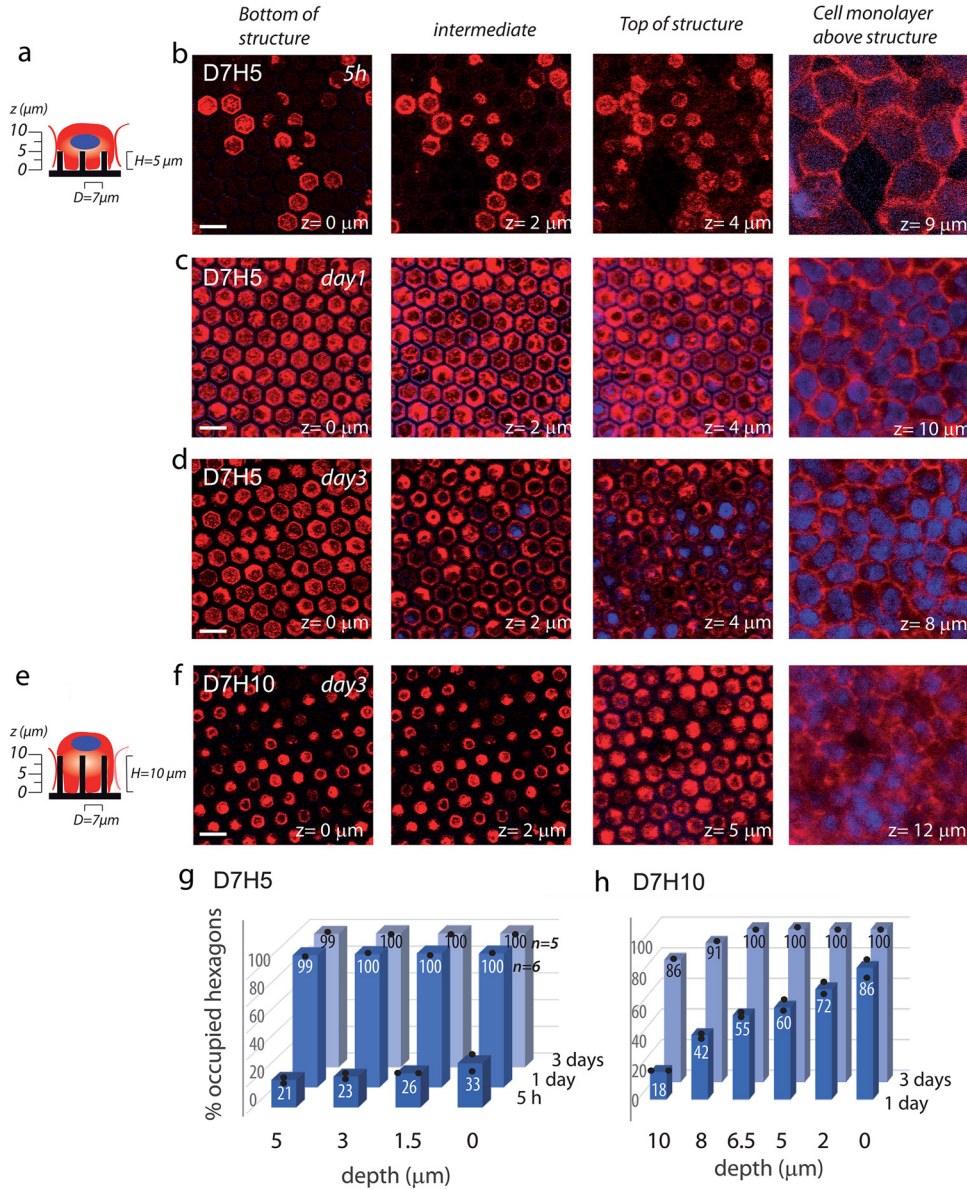 Bottom of
structure
intermediate
Top of structure
Cell monolayer
above structure
a
z (μm)
10
5
0
H=5 μm
D=7μm
b
D7H5
5h
z= 0 μm
z= 2 μm
z= 4 μm
z= 9 μm
c
D7H5
day1
z= 0 μm
z= 2 μm
z= 4 μm
z= 10 μm
d
D7H5
day3
z= 0 μm
z= 2 μm
z= 4 μm
z= 8 μm
e
z (μm)
10
5
0
H=10 μm
D=7μm
f
D7H10
day3
z= 0 μm
z= 2 μm
z= 5 μm
z= 12 μm
g D7H5
% occupied hexagons
100
80
60
40
20
0
99 100 100 100 n=5
99 100 100 100 n=6
21 23 26 33
3 days
1 day
5 h
5 3 1.5 0
depth (μm)
h D7H10
100
80
60
40
20
0
86 91 100 100 100 100
18 42 55 60 72 86
3 days
1 day
10 8 6.5 5 2 0
depth (μm)